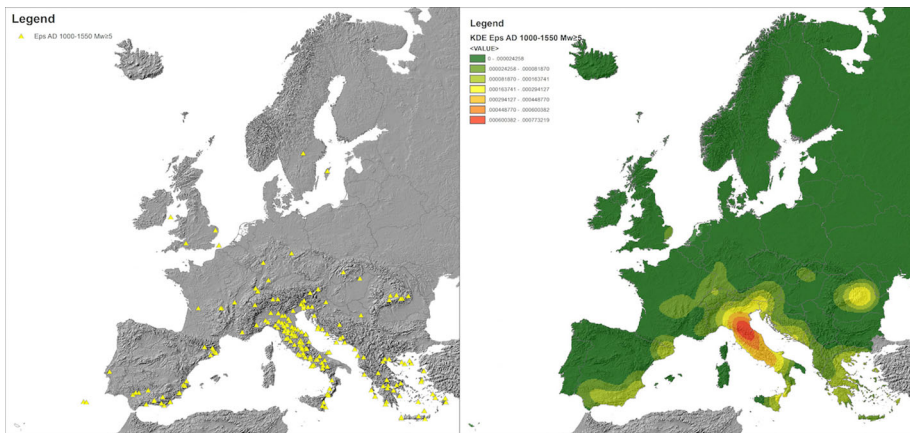 Legend
Eps AD 1000-1550 Mw≥5
Legend
KDE Eps AD 1000-1550 Mw≥5
<VALUE>
0 - .000024258
.000024258 - .000081870
.000081870 - .000163741
.000163741 - .000294127
.000294127 - .000448770
.000448770 - .000600382
.000600382 - .000773219